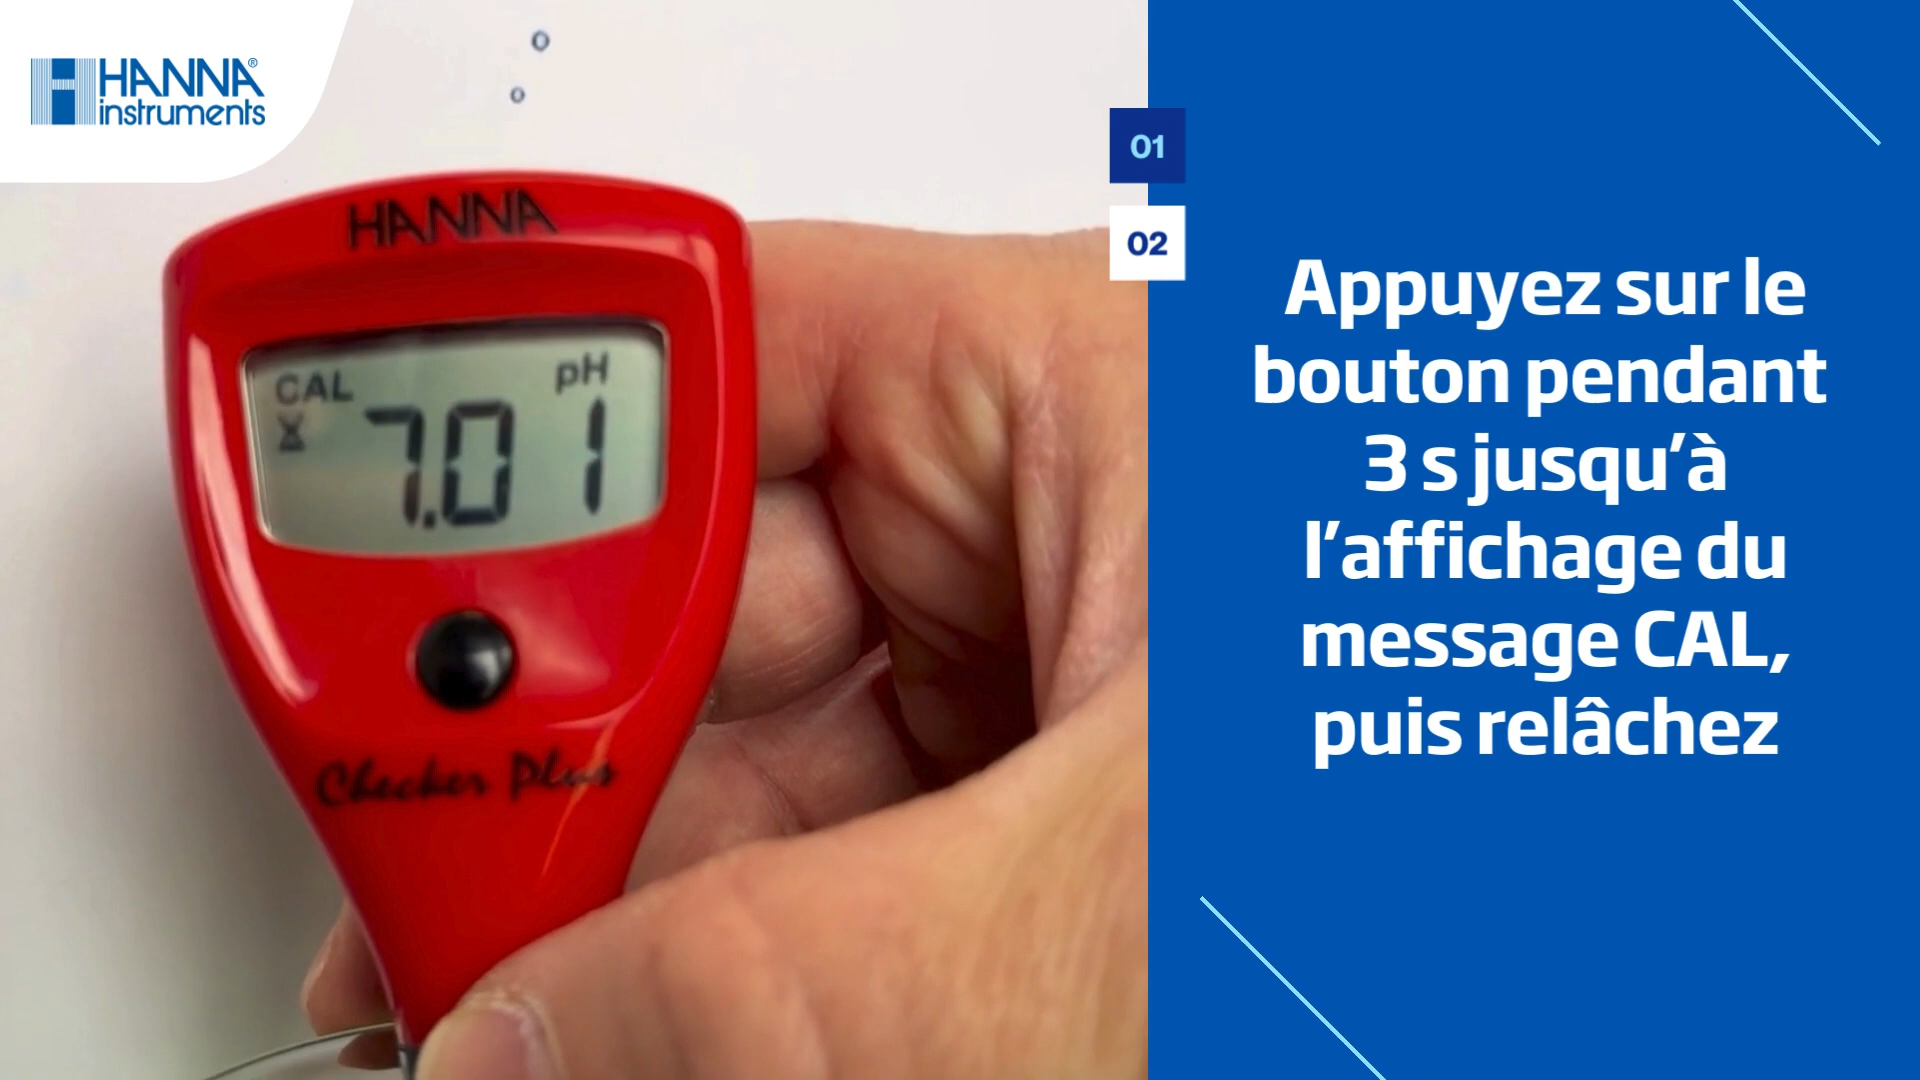 HANNA®
instruments
HANNA
CAL
pH
7.01
Checker Plus
01
02
Appuyez sur le
bouton pendant
3 s jusqu’à
l’affichage du
message CAL,
puis relâchez